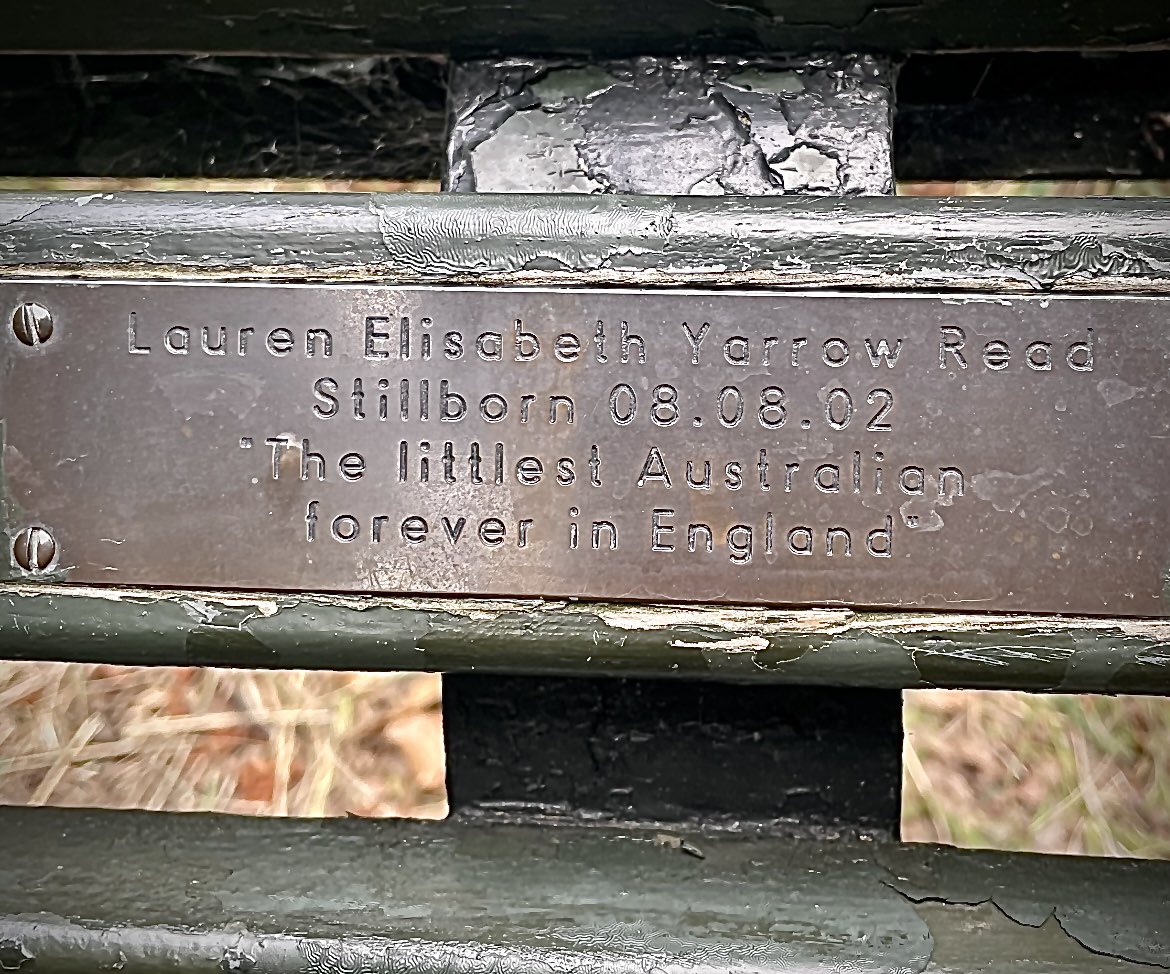 Lauren Elisabeth Yarrow Read
Stillborn 08.08.02
"The littlest Australian
forever in England"